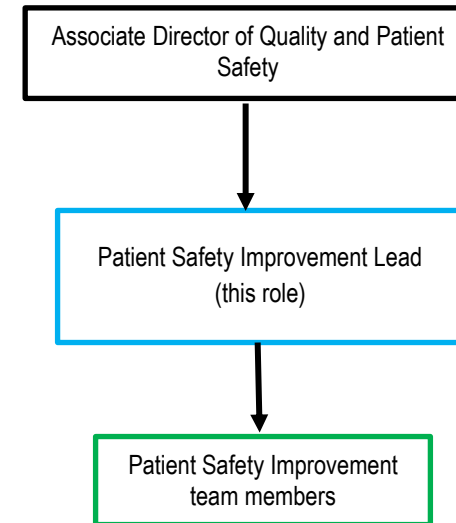 Associate Director of Quality and Patient
Safety
Patient Safety Improvement Lead
(this role)
Patient Safety Improvement
team members